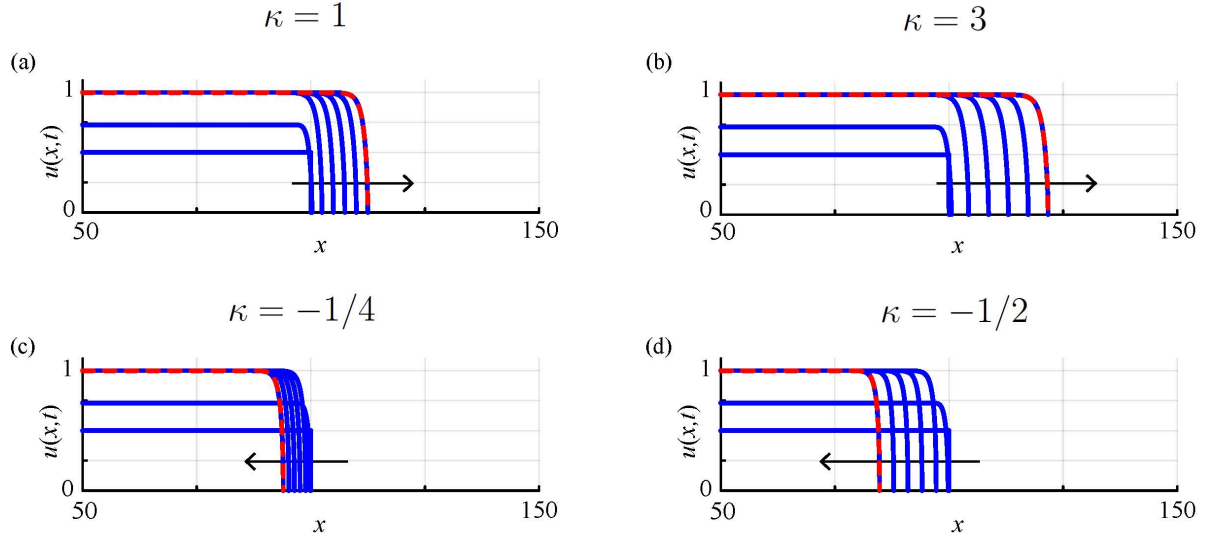 κ = 1
κ = 3
(a)
(b)
1
u(x,t)
0
50
x
150
1
u(x,t)
0
50
x
150
κ = −1/4
κ = −1/2
(c)
(d)
1
u(x,t)
0
50
x
150
1
u(x,t)
0
50
x
150